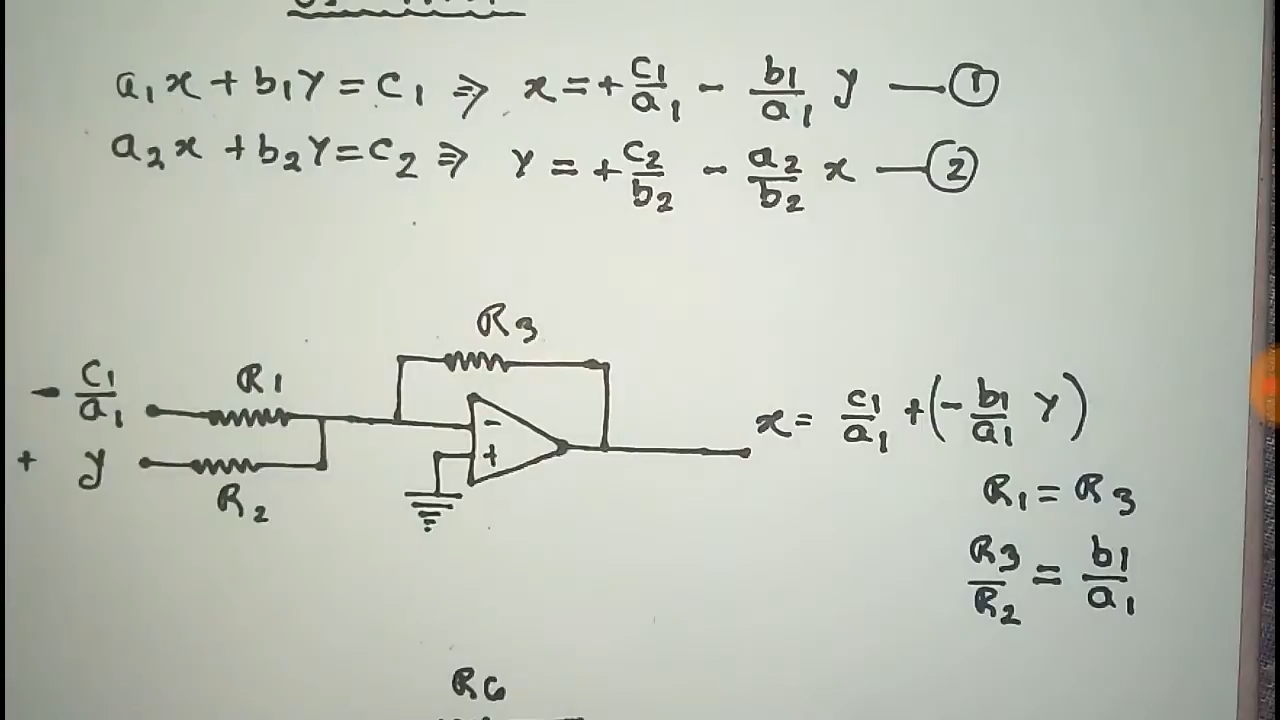 a₁x + b₁y = c₁ ⇒ x = + c₁/a₁ - b₁/a₁ y — ①
a₂x + b₂y = c₂ ⇒ y = + c₂/b₂ - a₂/b₂ x — ②
R₃
- c₁/a₁
R₁
-
x = c₁/a₁ + (- b₁/a₁ y)
+ y
R₂
+
R₁ = R₃
R₃/R₂ = b₁/a₁
R6